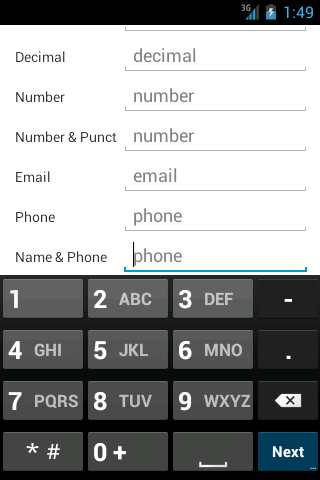 3G 1:49
Decimal decimal
Number number
Number & Punct number
Email email
Phone phone
Name & Phone phone
1 2 ABC 3 DEF -
4 GHI 5 JKL 6 MNO .
7 PQRS 8 TUV 9 WXYZ
* # 0 + Next ...